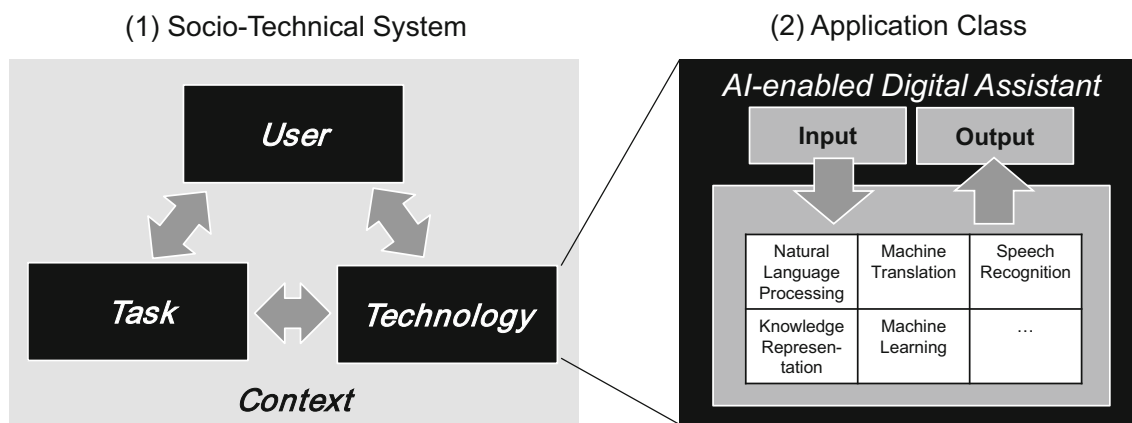 (1) Socio-Technical System
User
Task
Technology
Context
(2) Application Class
AI-enabled Digital Assistant
Input
Output
Natural
Language
Processing
Machine
Translation
Speech
Recognition
Knowledge
Represen-
tation
Machine
Learning
...